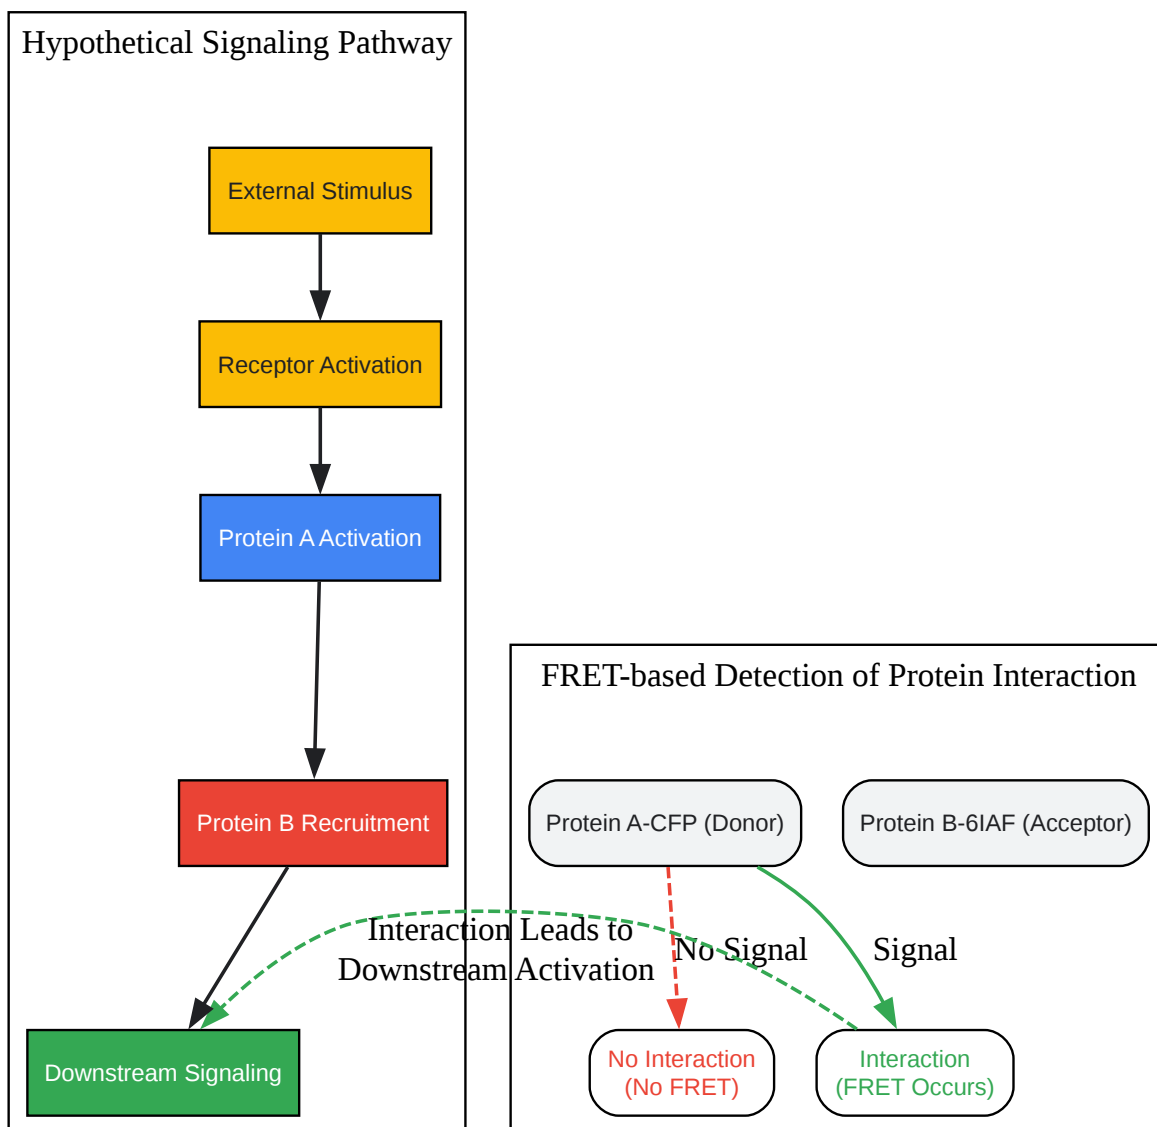 Hypothetical Signaling Pathway
External Stimulus
Receptor Activation
Protein A Activation
Protein B Recruitment
Downstream Signaling
FRET-based Detection of Protein Interaction
Protein A-CFP (Donor)
Protein B-6IAF (Acceptor)
Interaction Leads to
Downstream Activation
No Signal
Signal
No Interaction
(No FRET)
Interaction
(FRET Occurs)